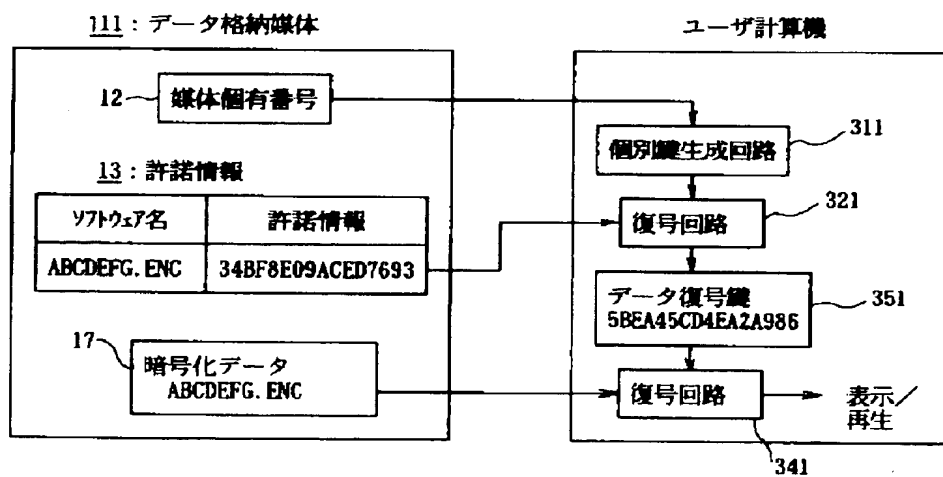 111：データ格納媒体
ユーザ計算機
12
媒体個有番号
個別鍵生成回路
311
13：許諾情報
ソフトウェア名
許諾情報
321
復号回路
ABCDEFG.ENC
34BF8E09ACED7693
データ復号鍵
5BEA45CD4EA2A986
351
17
暗号化データ
ABCDEFG.ENC
復号回路
表示／
再生
341